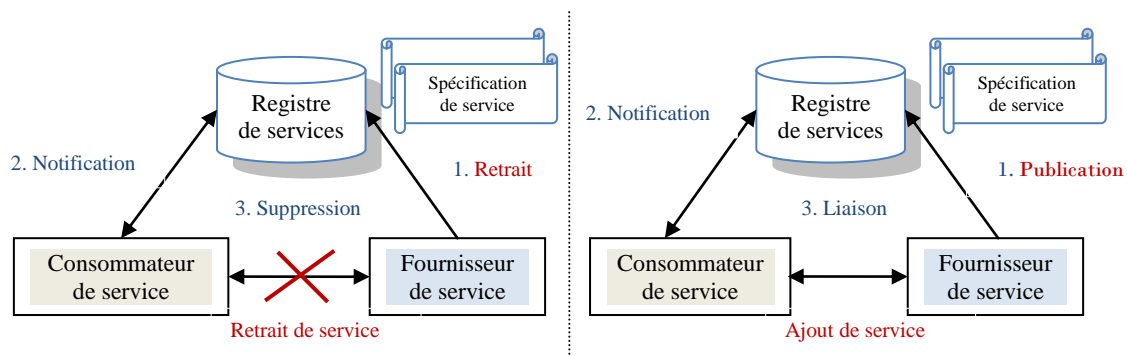 Spécification
de service
Registre
de services
2. Notification
1. Retrait
3. Suppression
Consommateur
de service
Fournisseur
de service
Retrait de service
Spécification
de service
Registre
de services
2. Notification
1. Publication
3. Liaison
Consommateur
de service
Fournisseur
de service
Ajout de service